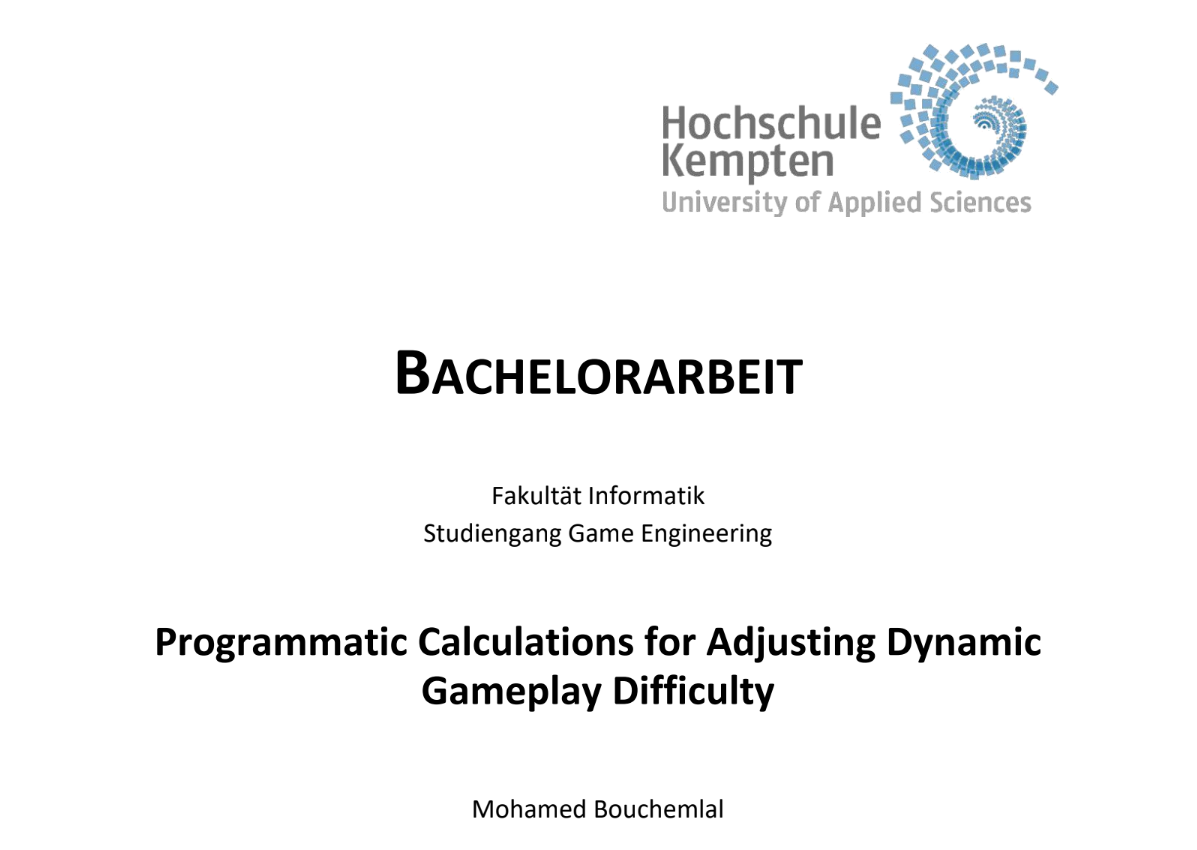 Hochschule
Kempten
University of Applied Sciences
BACHELORARBEIT
Fakultät Informatik
Studiengang Game Engineering
Programmatic Calculations for Adjusting Dynamic
Gameplay Difficulty
Mohamed Bouchemlal